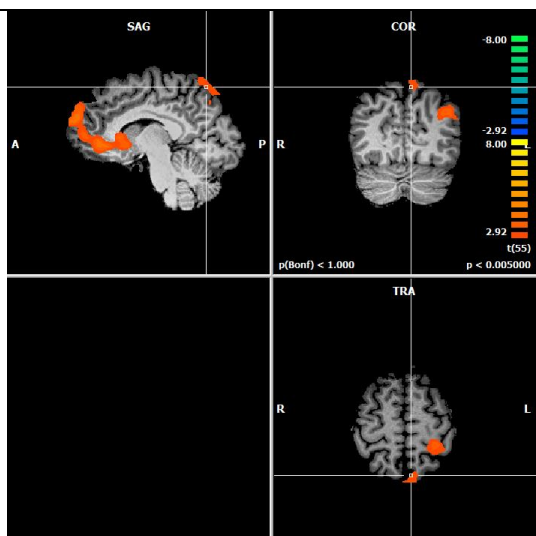 SAG
A
P
COR
R
L
-8.00
-2.92
8.00
2.92
t(55)
p(Bonf) < 1.000
p < 0.005000
TRA
R
L